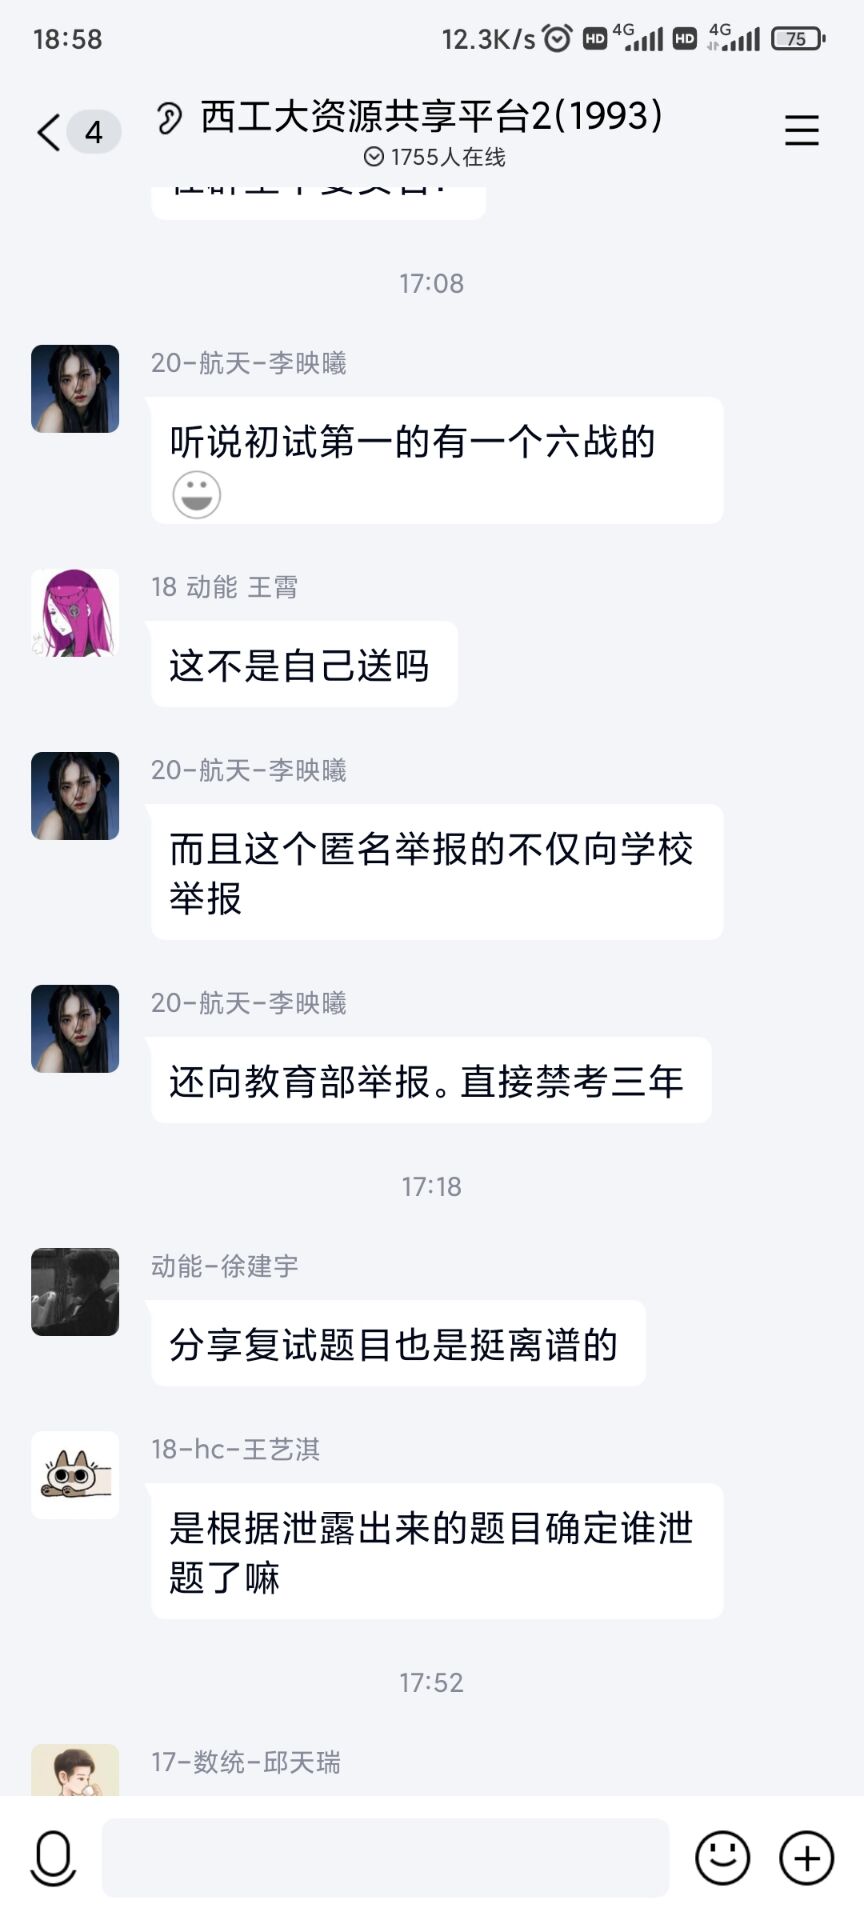 18:58
12.3K/s HD 4G HD 4G 75
4
西工大资源共享平台2(1993)
1755人在线
17:08
20-航天-李映曦
听说初试第一的有一个六战的
18 动能 王霄
这不是自己送吗
20-航天-李映曦
而且这个匿名举报的不仅向学校
举报
20-航天-李映曦
还向教育部举报。直接禁考三年
17:18
动能-徐建宇
分享复试题目也是挺离谱的
18-hc-王艺淇
是根据泄露出来的题目确定谁泄
题了嘛
17:52
17-数统-邱天瑞